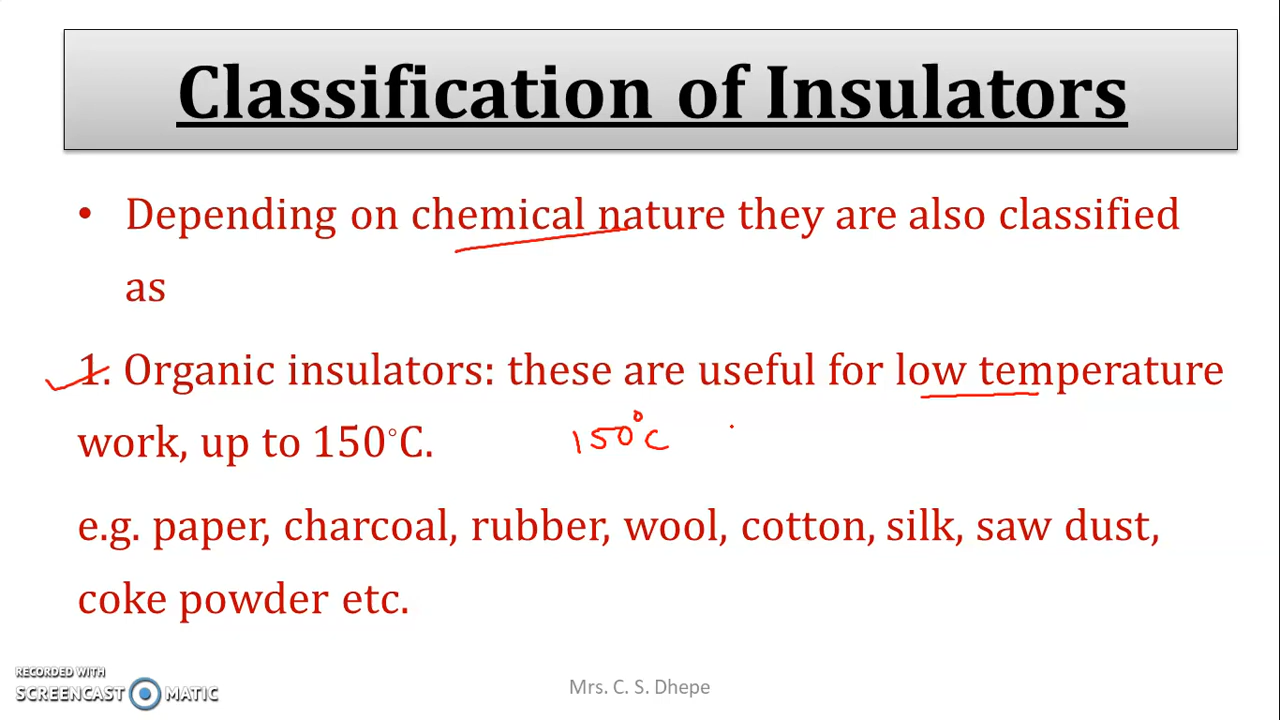 Classification of Insulators
• Depending on chemical nature they are also classified
as
1. Organic insulators: these are useful for low temperature
work, up to 150°C.
150°C
e.g. paper, charcoal, rubber, wool, cotton, silk, saw dust,
coke powder etc.
RECORDED WITH
SCREENCAST MATIC
Mrs. C. S. Dhepe